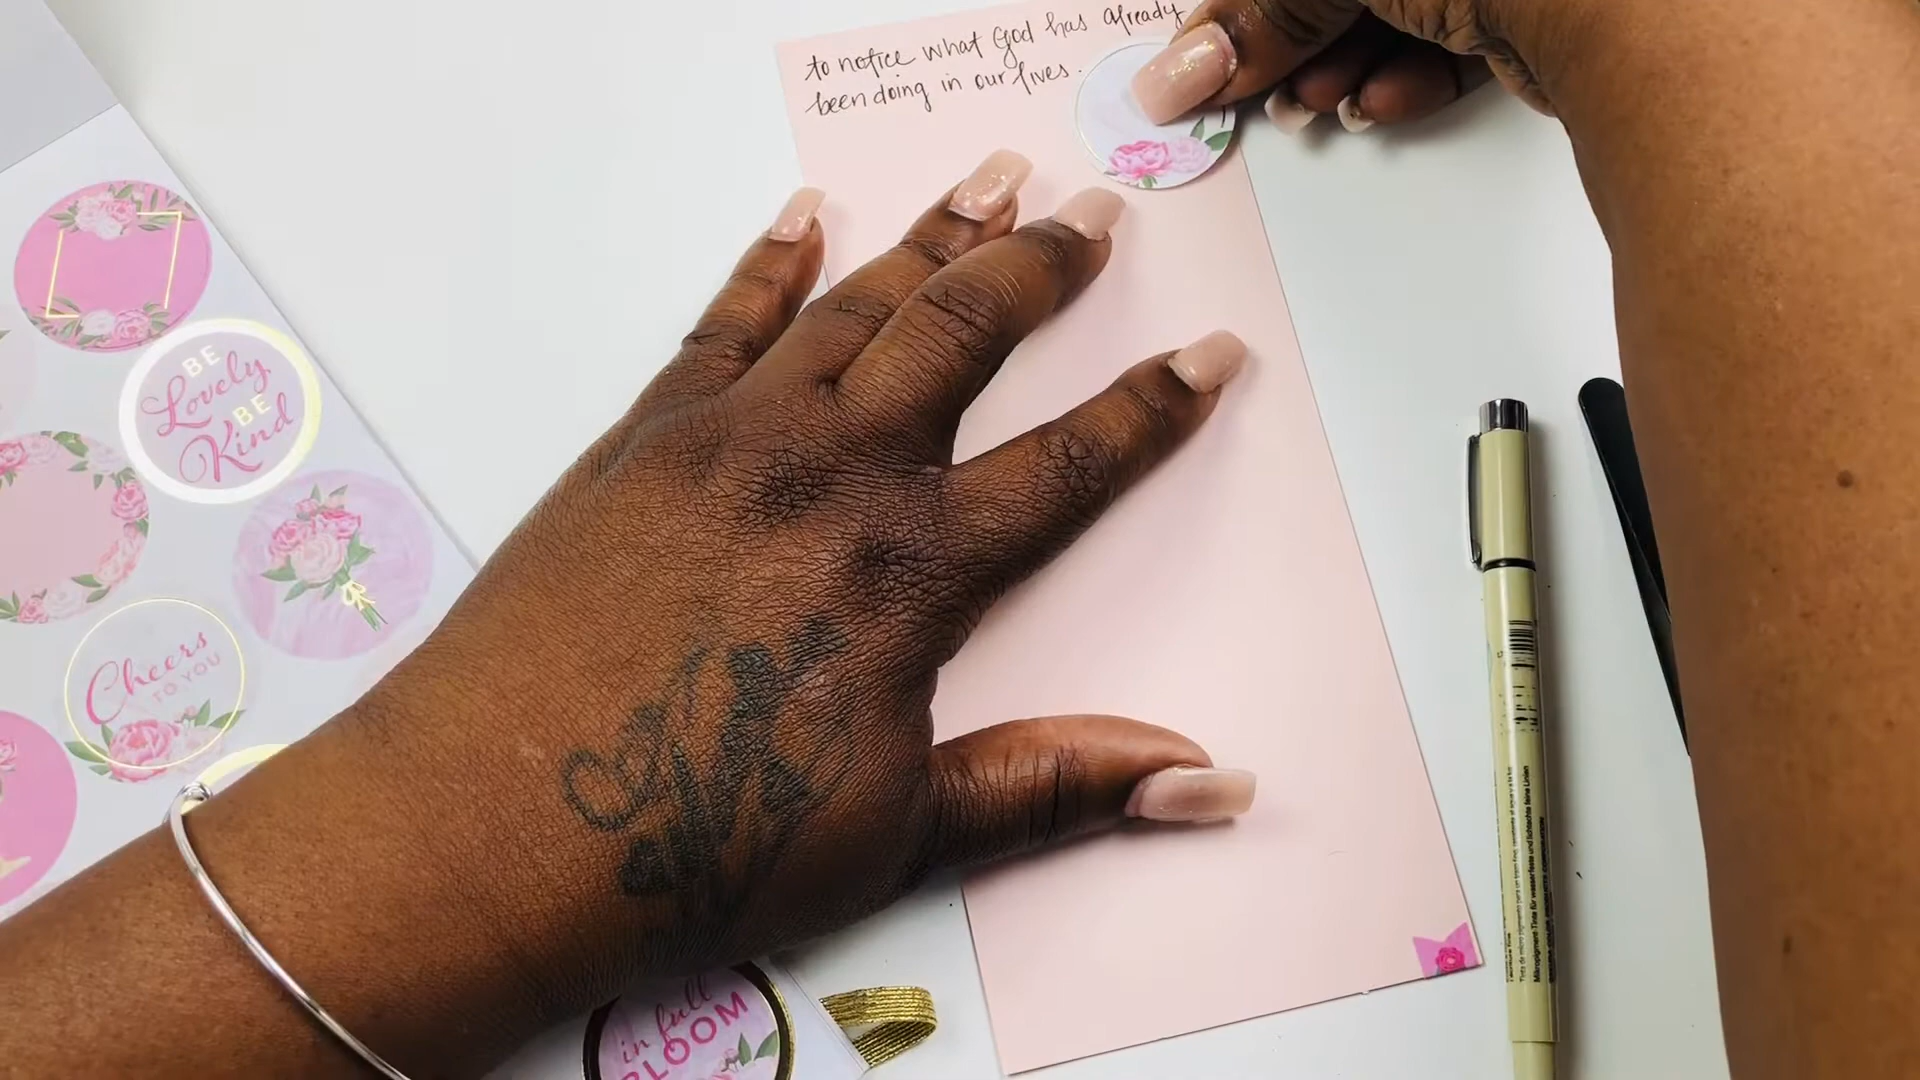 to notice what God has already
been doing in our lives.
BE
Lovely
BE
Kind
Cheers
TO YOU
in full
BLOOM